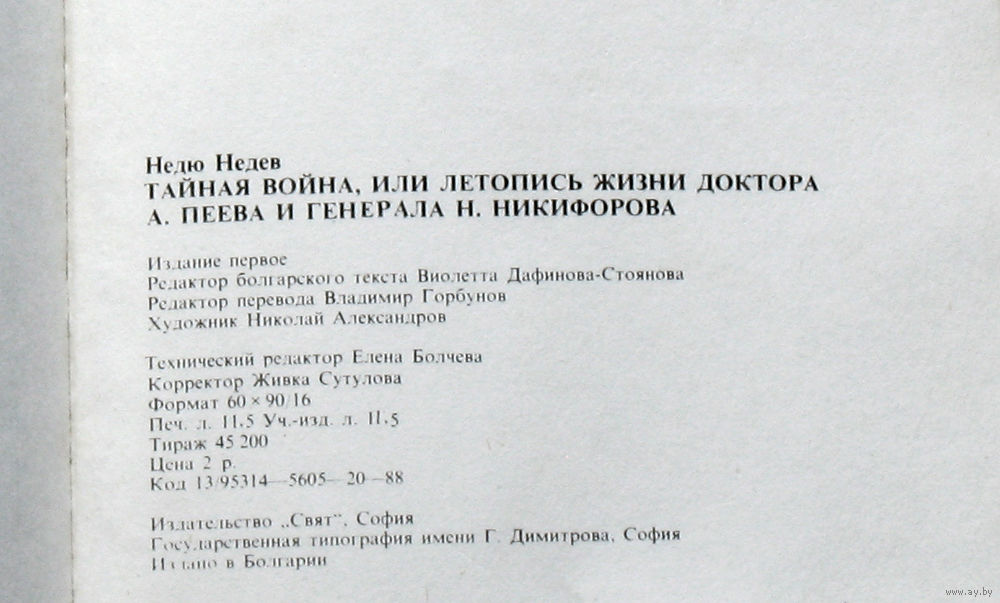 Недю Недев
ТАЙНАЯ ВОЙНА, ИЛИ ЛЕТОПИСЬ ЖИЗНИ ДОКТОРА
А. ПЕЕВА И ГЕНЕРАЛА Н. НИКИФОРОВА
Издание первое
Редактор болгарского текста Виолетта Дафинова-Стоянова
Редактор перевода Владимир Горбунов
Художник Николай Александров
Технический редактор Елена Болчева
Корректор Живка Сутулова
Формат 60 × 90/16
Печ. л. 11,5 Уч.-изд. л. 11,5
Тираж 45 200
Цена 2 р.
Код 13/95314—5605—20—88
Издательство „Свят“, София
Государственная типография имени Г. Димитрова, София
Издано в Болгарии
www.ay.by